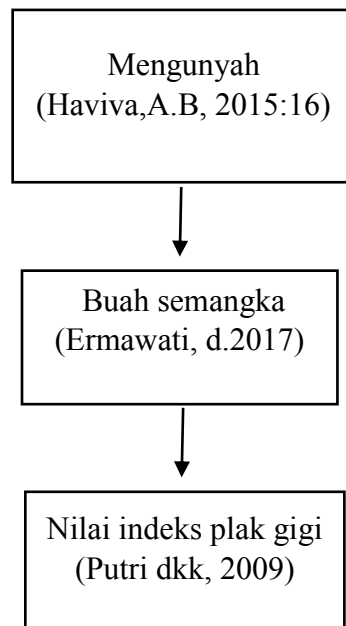 Mengunyah
(Haviva,A.B, 2015:16)
Buah semangka
(Ermawati, d.2017)
Nilai indeks plak gigi
(Putri dkk, 2009)